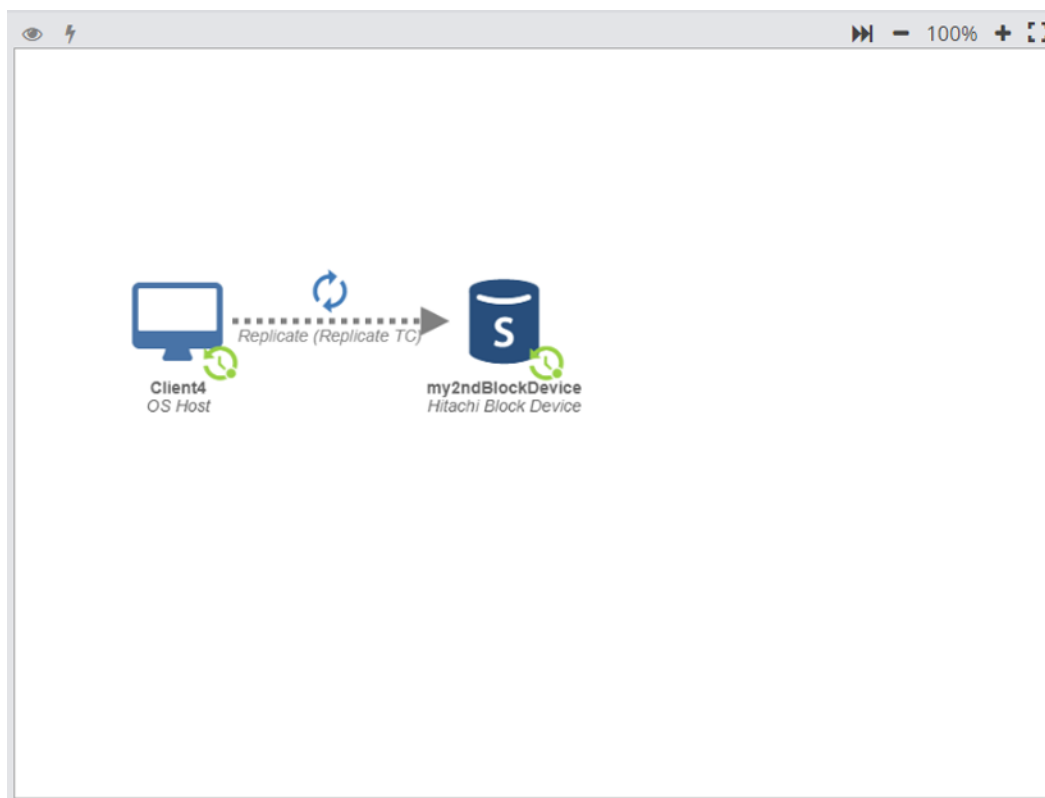 100%
Replicate (Replicate TC)
S
Client4
OS Host
my2ndBlockDevice
Hitachi Block Device